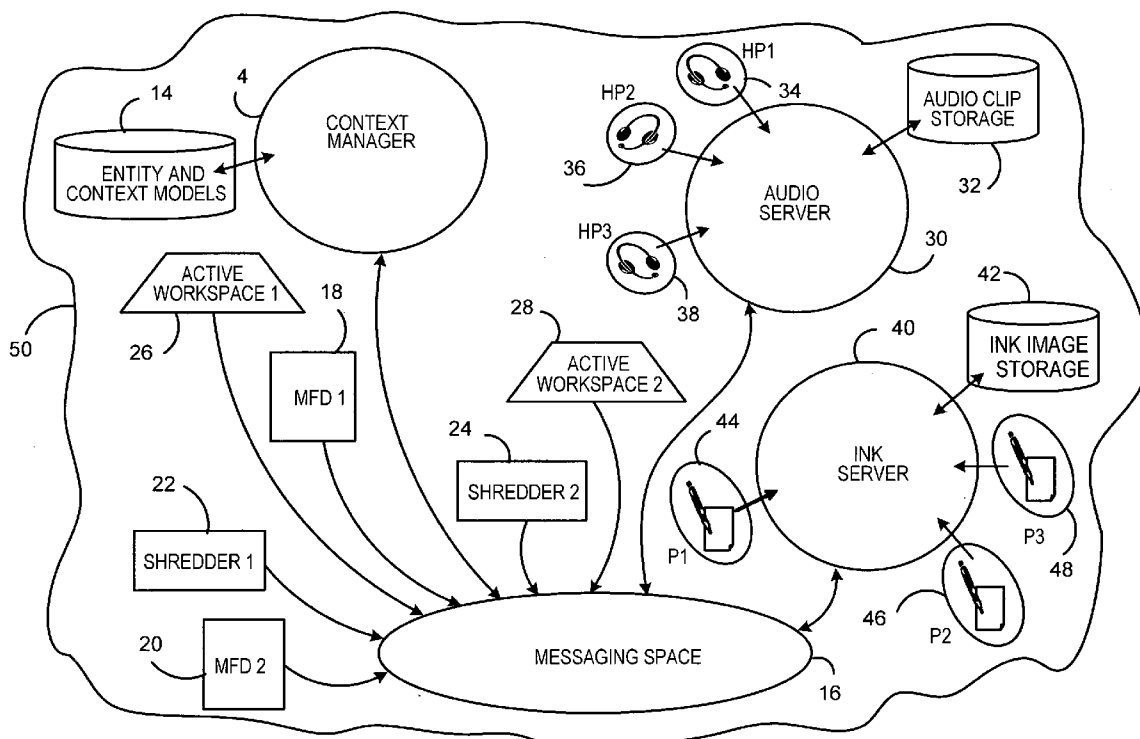 HP1
14
4
34
HP2
CONTEXT
MANAGER
AUDIO CLIP
STORAGE
ENTITY AND
CONTEXT MODELS
36
32
AUDIO
SERVER
HP3
30
ACTIVE
WORKSPACE 1
18
38
42
28
40
50
26
MFD 1
ACTIVE
WORKSPACE 2
INK IMAGE
STORAGE
24
44
22
SHREDDER 2
INK
SERVER
SHREDDER 1
P1
P3
48
46
20
MFD 2
P2
MESSAGING SPACE
16